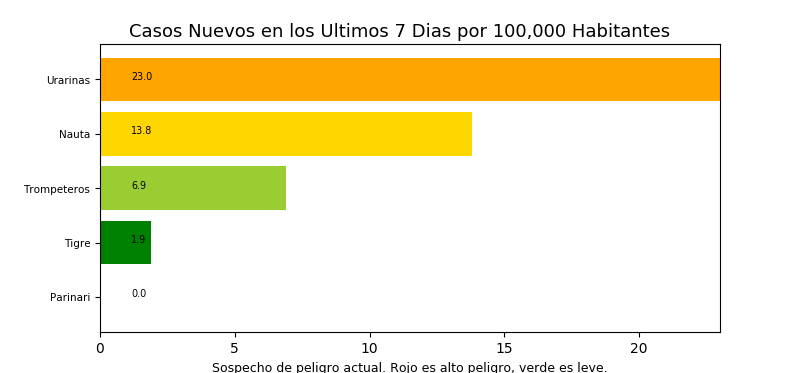 Casos Nuevos en los Ultimos 7 Dias por 100,000 Habitantes
Urarinas 23.0
Nauta 13.8
Trompeteros 6.9
Tigre 1.9
Parinari 0.0
0 5 10 15 20
Sospecho de peligro actual. Rojo es alto peligro, verde es leve.